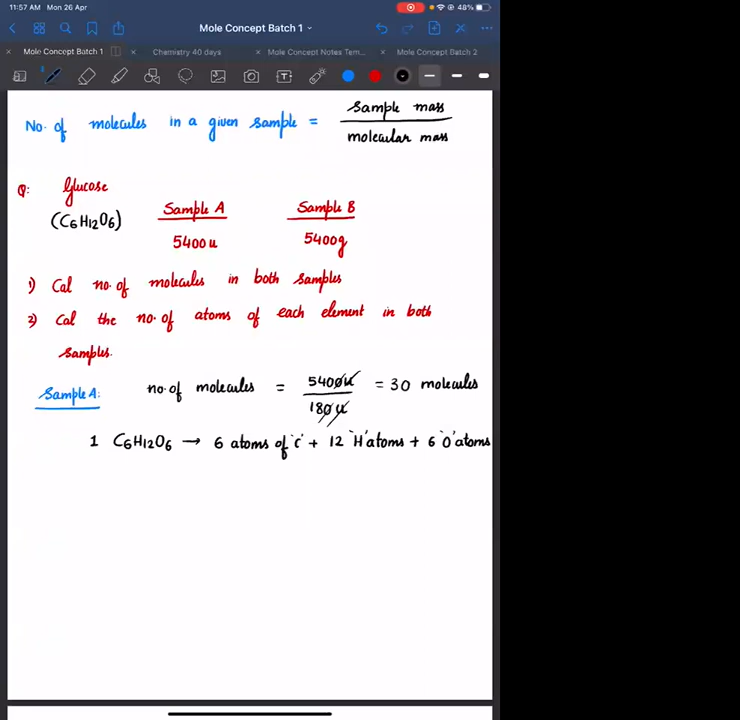 11:57 AM Mon 26 Apr
48%
Mole Concept Batch 1
Mole Concept Batch 1
Chemistry 40 days
Mole Concept Notes Tem...
Mole Concept Batch 2
No. of molecules in a given sample = sample mass
molecular mass
Q: Glucose
(C6H12O6)
Sample A
Sample B
5400u
5400g
1) Cal no. of molecules in both samples
2) Cal the no. of atoms of each element in both
samples.
Sample A: no. of molecules = 5400u = 30 molecules
180u
1 C6H12O6 → 6 atoms of 'C' + 12 'H' atoms + 6 'O' atoms